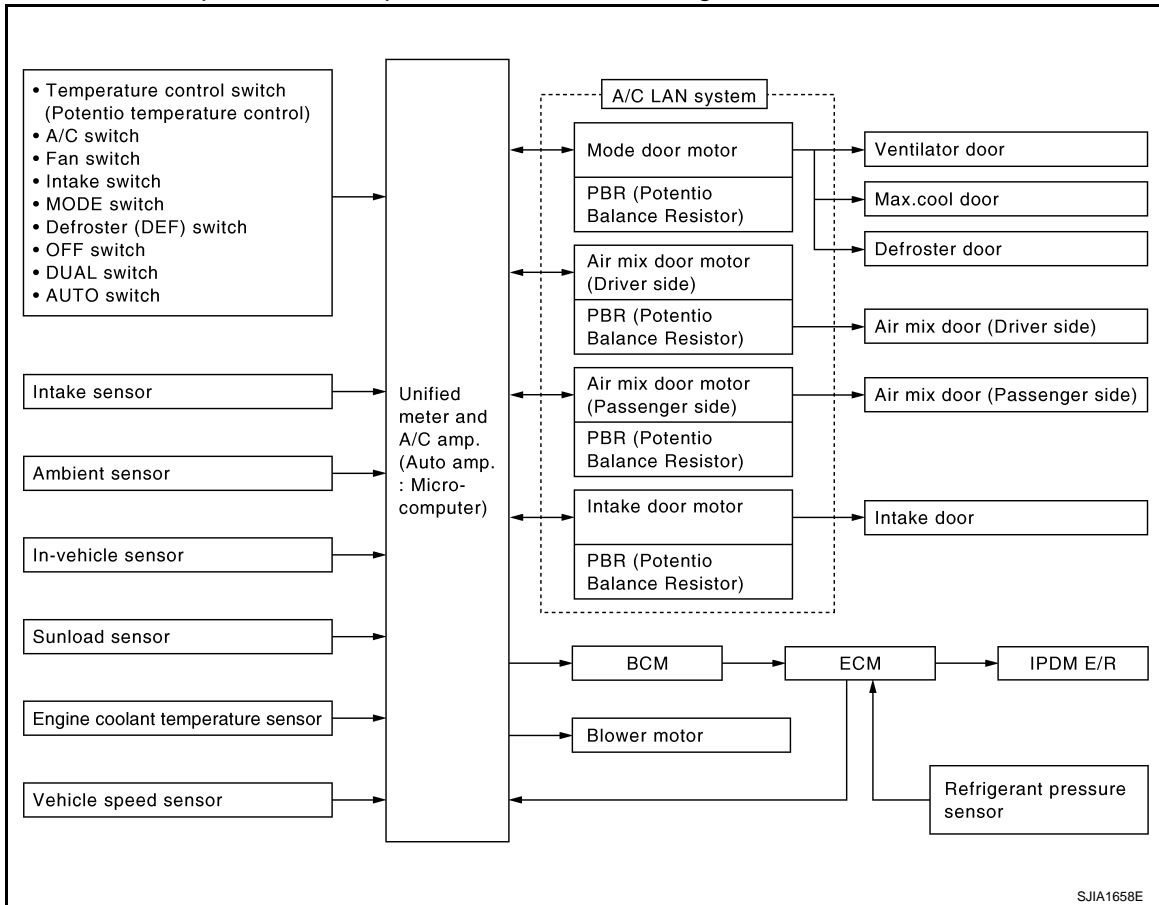 • Temperature control switch
(Potentio temperature control)
• A/C switch
• Fan switch
• Intake switch
• MODE switch
• Defroster (DEF) switch
• OFF switch
• DUAL switch
• AUTO switch
Intake sensor
Ambient sensor
In-vehicle sensor
Sunload sensor
Engine coolant temperature sensor
Vehicle speed sensor
Unified
meter and
A/C amp.
(Auto amp.
: Micro-
computer)
A/C LAN system
Mode door motor
PBR (Potentio
Balance Resistor)
Air mix door motor
(Driver side)
PBR (Potentio
Balance Resistor)
Air mix door motor
(Passenger side)
PBR (Potentio
Balance Resistor)
Intake door motor
PBR (Potentio
Balance Resistor)
Ventilator door
Max.cool door
Defroster door
Air mix door (Driver side)
Air mix door (Passenger side)
Intake door
BCM
ECM
IPDM E/R
Blower motor
Refrigerant pressure
sensor
SJIA1658E